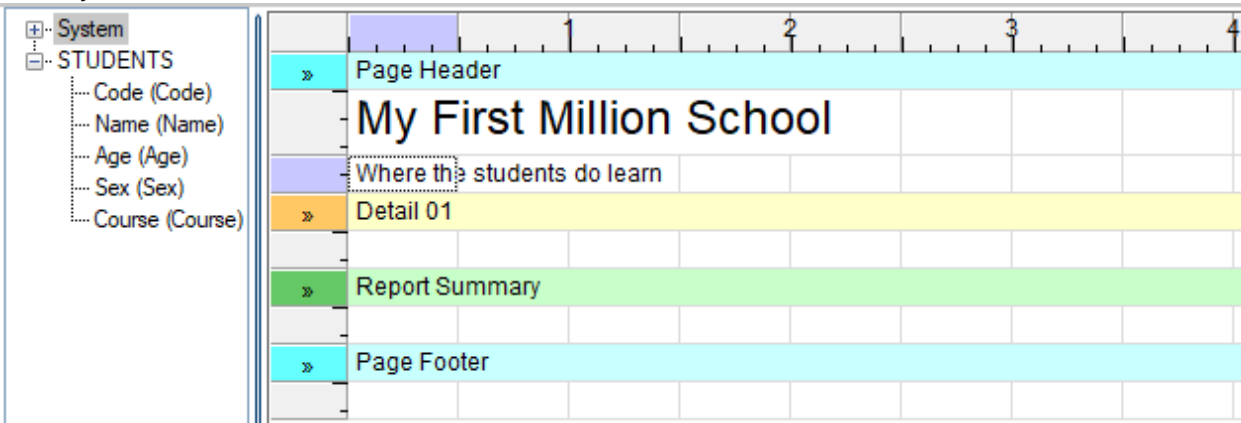 System
STUDENTS
Code (Code)
Name (Name)
Age (Age)
Sex (Sex)
Course (Course)
1 2 3 4
» Page Header
My First Million School
Where the students do learn
» Detail 01
» Report Summary
» Page Footer